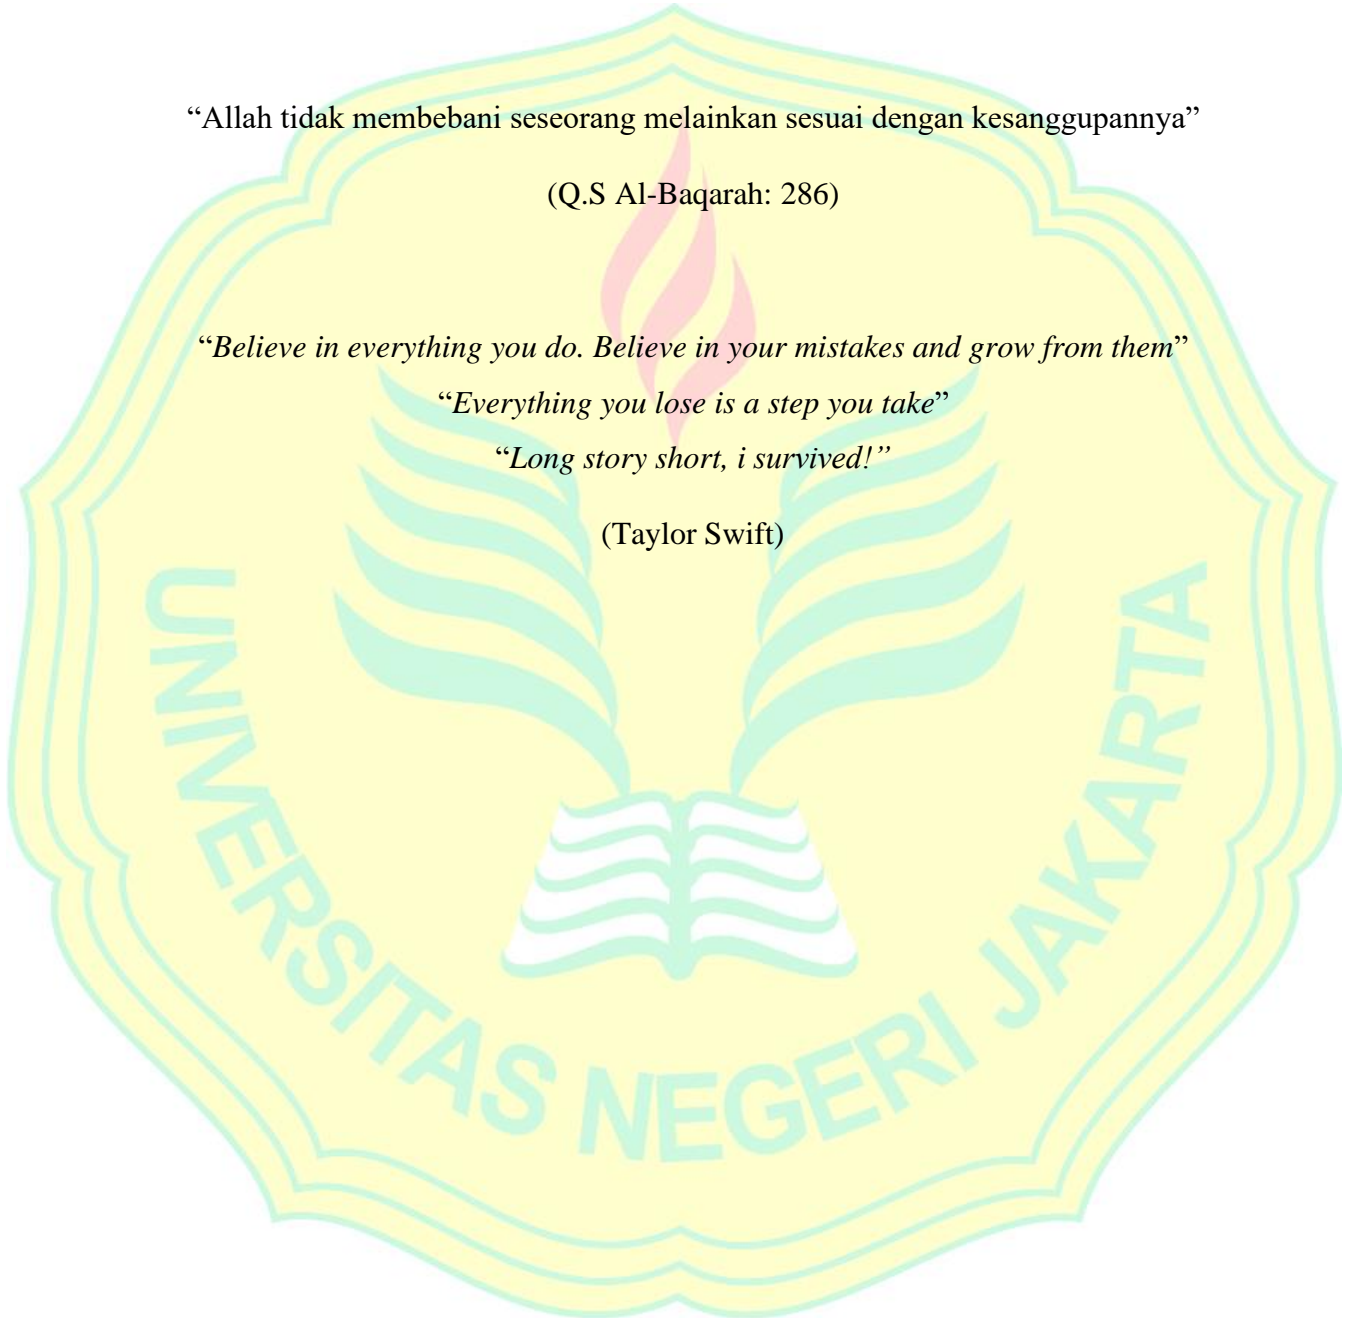 “Allah tidak membebani seseorang melainkan sesuai dengan kesanggupannya”
(Q.S Al-Baqarah: 286)
“Believe in everything you do. Believe in your mistakes and grow from them”
“Everything you lose is a step you take”
“Long story short, i survived!”
(Taylor Swift)
UNIVERSITAS NEGERI JAKARTA